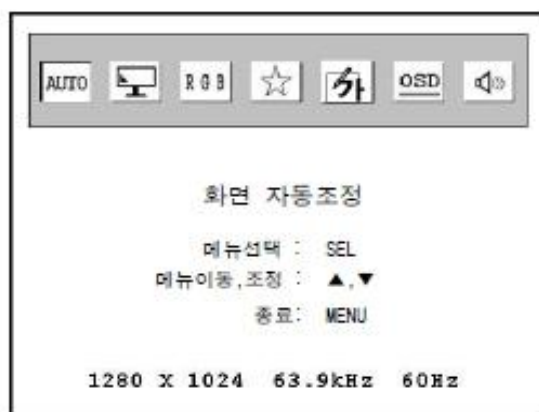 AUTO RGB 가 OSD
화면 자동조정
메뉴선택 : SEL
메뉴이동,조정 : ▲,▼
종료: MENU
1280 X 1024 63.9kHz 60Hz